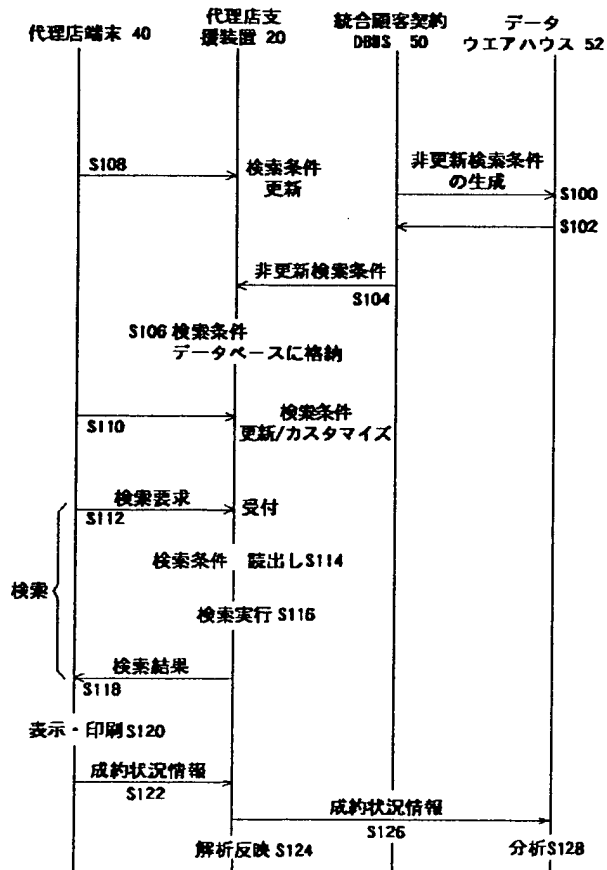 代理店端末 40
代理店支
援装置 20
統合顧客契約
DBMS 50
データ
ウエアハウス 52
S108
検索条件
更新
非更新検索条件
の生成
S100
S102
非更新検索条件
S104
S106 検索条件
データベースに格納
S110
検索条件
更新/カスタマイズ
検索要求
S112
受付
検索条件 読出しS114
検索
検索実行 S116
検索結果
S118
表示・印刷S120
成約状況情報
S122
成約状況情報
S126
解析反映 S124
分析S128